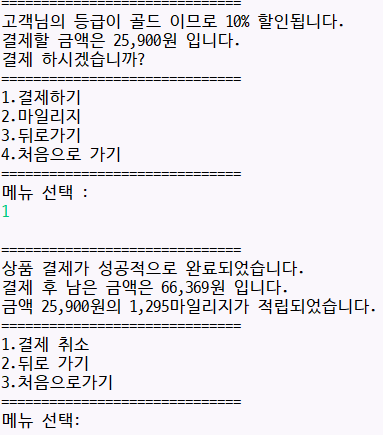 ==============================
고객님의 등급이 골드 이므로 10% 할인됩니다.
결제할 금액은 25,900원 입니다.
결제 하시겠습니까?
==============================
1.결제하기
2.마일리지
3.뒤로가기
4.처음으로 가기
==============================
메뉴 선택 :
1
==============================
상품 결제가 성공적으로 완료되었습니다.
결제 후 남은 금액은 66,369원 입니다.
금액 25,900원의 1,295마일리지가 적립되었습니다.
==============================
1.결제 취소
2.뒤로 가기
3.처음으로가기
==============================
메뉴 선택: